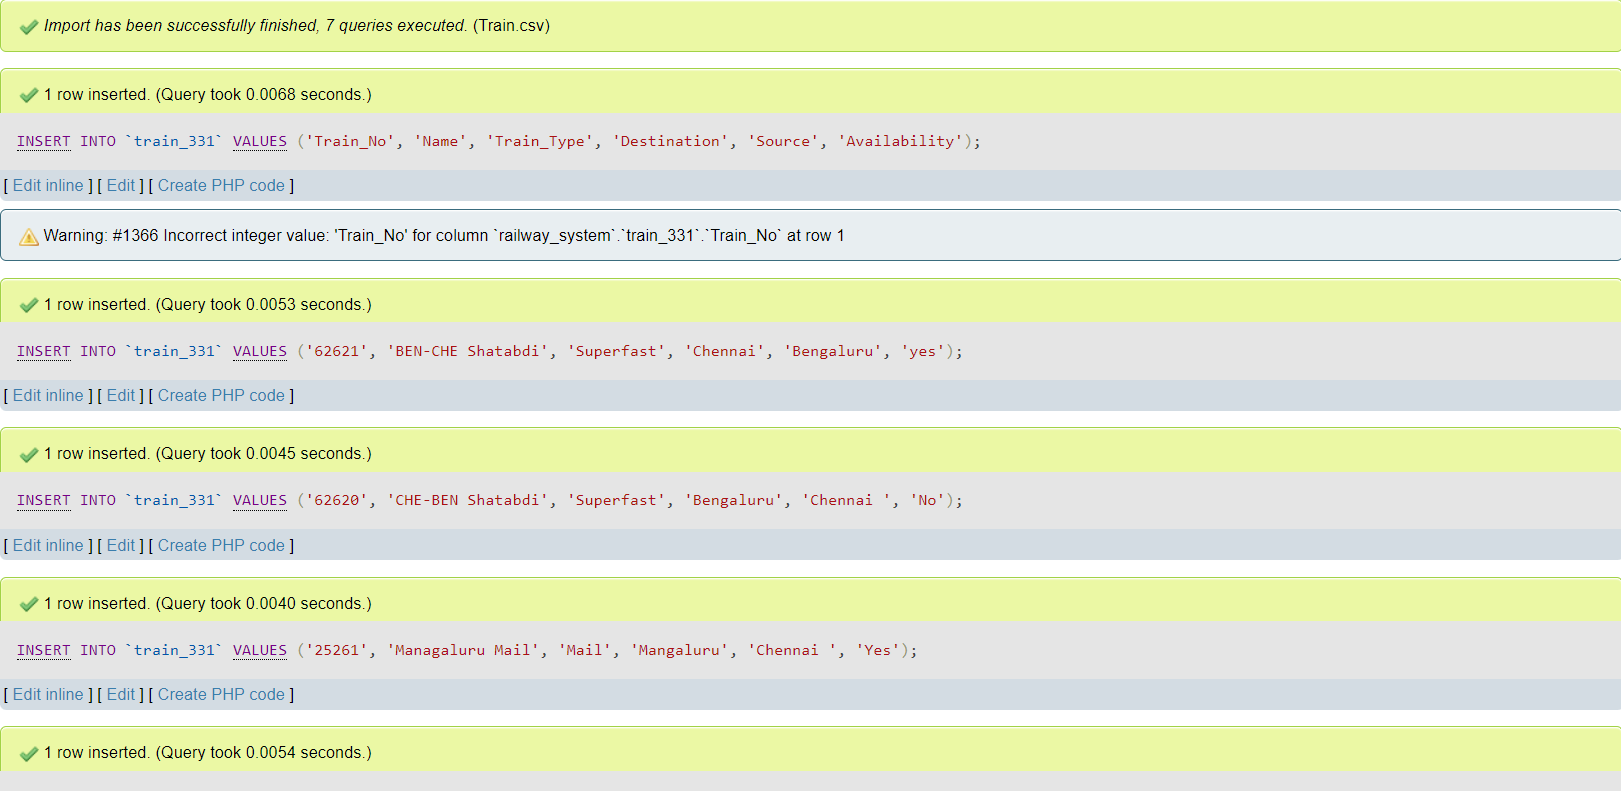 Import has been successfully finished, 7 queries executed. (Train.csv)
1 row inserted. (Query took 0.0068 seconds.)
INSERT INTO `train_331` VALUES ('Train_No', 'Name', 'Train_Type', 'Destination', 'Source', 'Availability');
[ Edit inline ] [ Edit ] [ Create PHP code ]
Warning: #1366 Incorrect integer value: 'Train_No' for column `railway_system`.`train_331`.`Train_No` at row 1
1 row inserted. (Query took 0.0053 seconds.)
INSERT INTO `train_331` VALUES ('62621', 'BEN-CHE Shatabdi', 'Superfast', 'Chennai', 'Bengaluru', 'yes');
[ Edit inline ] [ Edit ] [ Create PHP code ]
1 row inserted. (Query took 0.0045 seconds.)
INSERT INTO `train_331` VALUES ('62620', 'CHE-BEN Shatabdi', 'Superfast', 'Bengaluru', 'Chennai ', 'No');
[ Edit inline ] [ Edit ] [ Create PHP code ]
1 row inserted. (Query took 0.0040 seconds.)
INSERT INTO `train_331` VALUES ('25261', 'Managaluru Mail', 'Mail', 'Mangaluru', 'Chennai ', 'Yes');
[ Edit inline ] [ Edit ] [ Create PHP code ]
1 row inserted. (Query took 0.0054 seconds.)